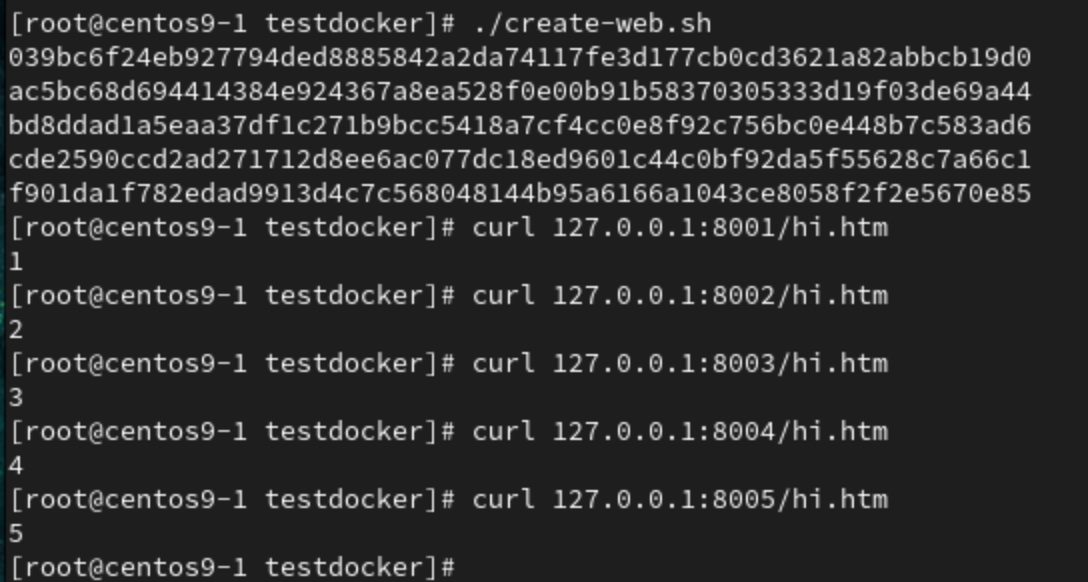 [root@centos9-1 testdocker]# ./create-web.sh
039bc6f24eb927794ded8885842a2da74117fe3d177cb0cd3621a82abbcb19d0
ac5bc68d694414384e924367a8ea528f0e00b91b58370305333d19f03de69a44
bd8ddad1a5eaa37df1c271b9bcc5418a7cf4cc0e8f92c756bc0e448b7c583ad6
cde2590ccd2ad271712d8ee6ac077dc18ed9601c44c0bf92da5f55628c7a66c1
f901da1f782edad9913d4c7c568048144b95a6166a1043ce8058f2f2e5670e85
[root@centos9-1 testdocker]# curl 127.0.0.1:8001/hi.htm
1
[root@centos9-1 testdocker]# curl 127.0.0.1:8002/hi.htm
2
[root@centos9-1 testdocker]# curl 127.0.0.1:8003/hi.htm
3
[root@centos9-1 testdocker]# curl 127.0.0.1:8004/hi.htm
4
[root@centos9-1 testdocker]# curl 127.0.0.1:8005/hi.htm
5
[root@centos9-1 testdocker]#